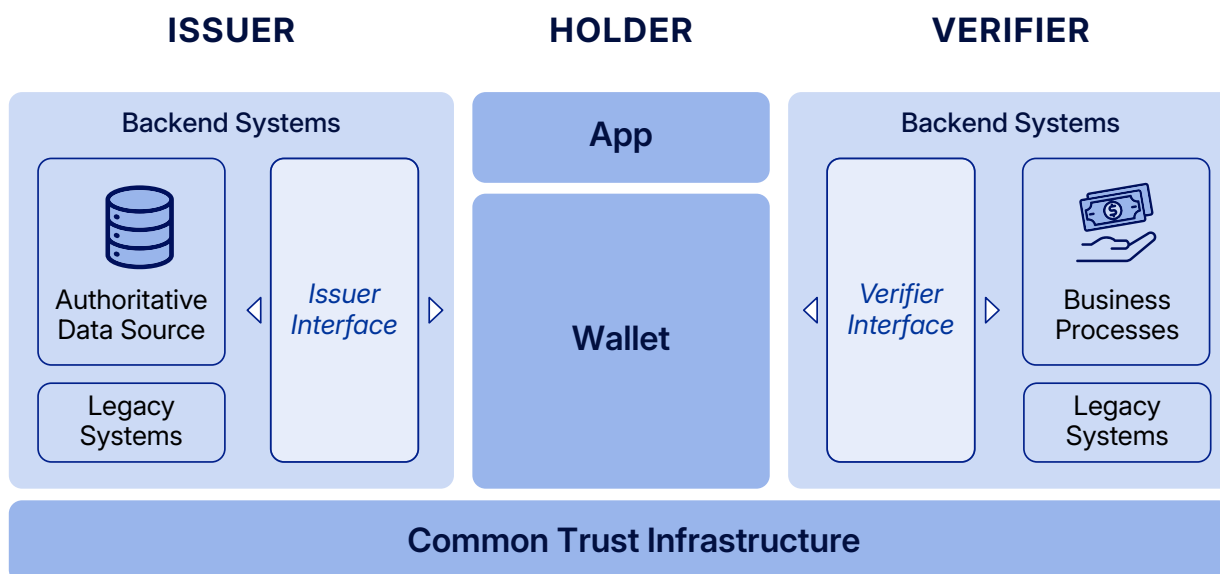 ISSUER
HOLDER
VERIFIER
Backend Systems
Authoritative
Data Source
Legacy
Systems
Issuer
Interface
App
Wallet
Backend Systems
Verifier
Interface
$
Business
Processes
Legacy
Systems
Common Trust Infrastructure